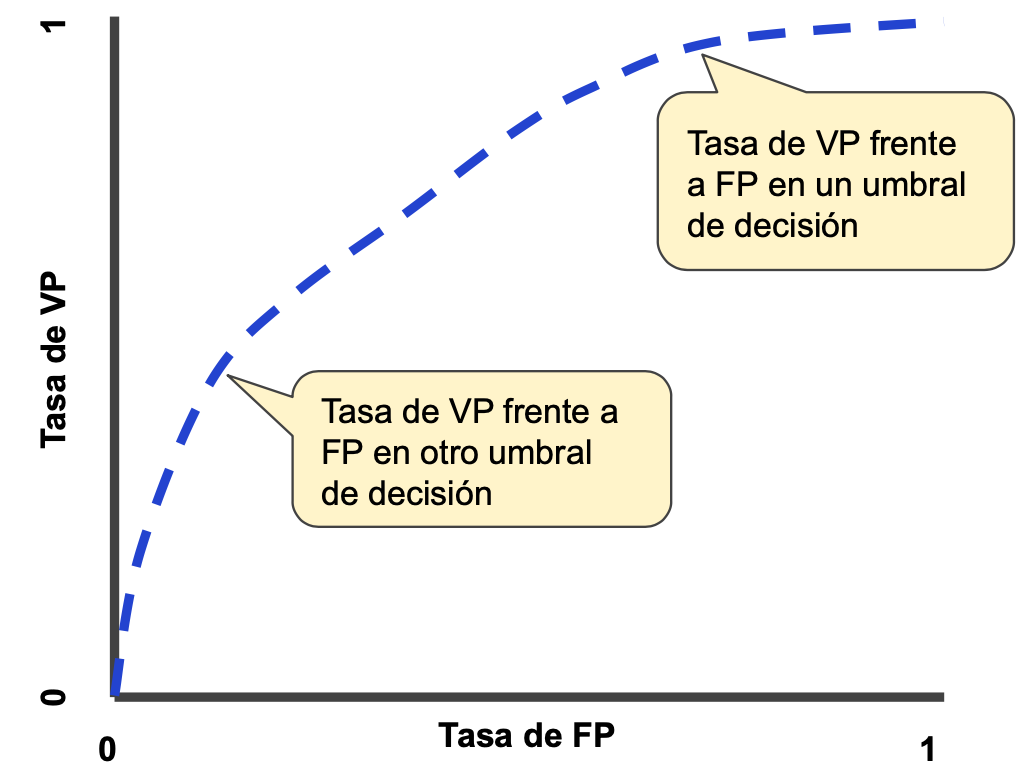 1
Tasa de VP frente
a FP en un umbral
de decisión
Tasa de VP
Tasa de VP frente a
FP en otro umbral
de decisión
0
0
Tasa de FP
1